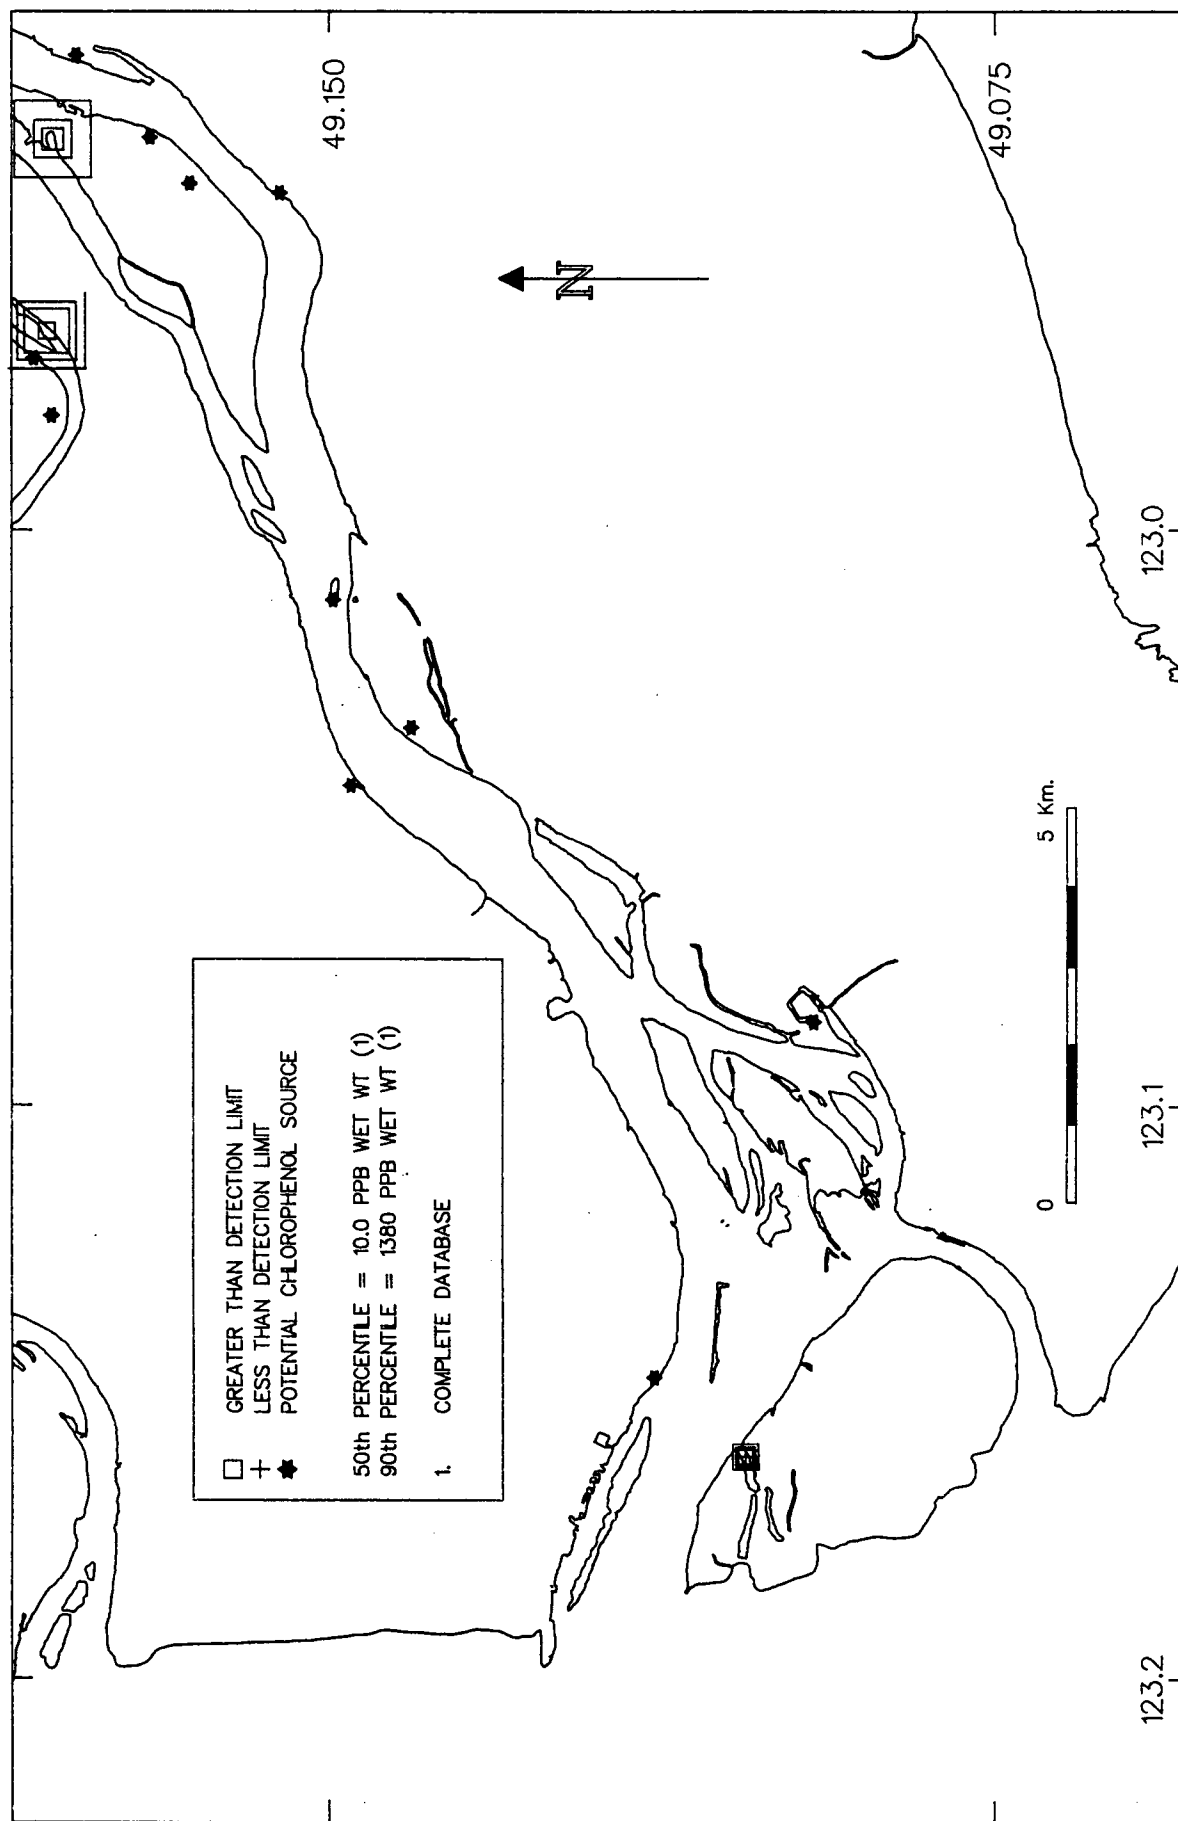 GREATER THAN DETECTION LIMIT
LESS THAN DETECTION LIMIT
POTENTIAL CHLOROPHENOL SOURCE
50th PERCENTILE = 10.0 PPB WET WT (1)
90th PERCENTILE = 1380 PPB WET WT (1)
1. COMPLETE DATABASE
N
49.150
49.075
0 5 Km.
123.2
123.1
123.0